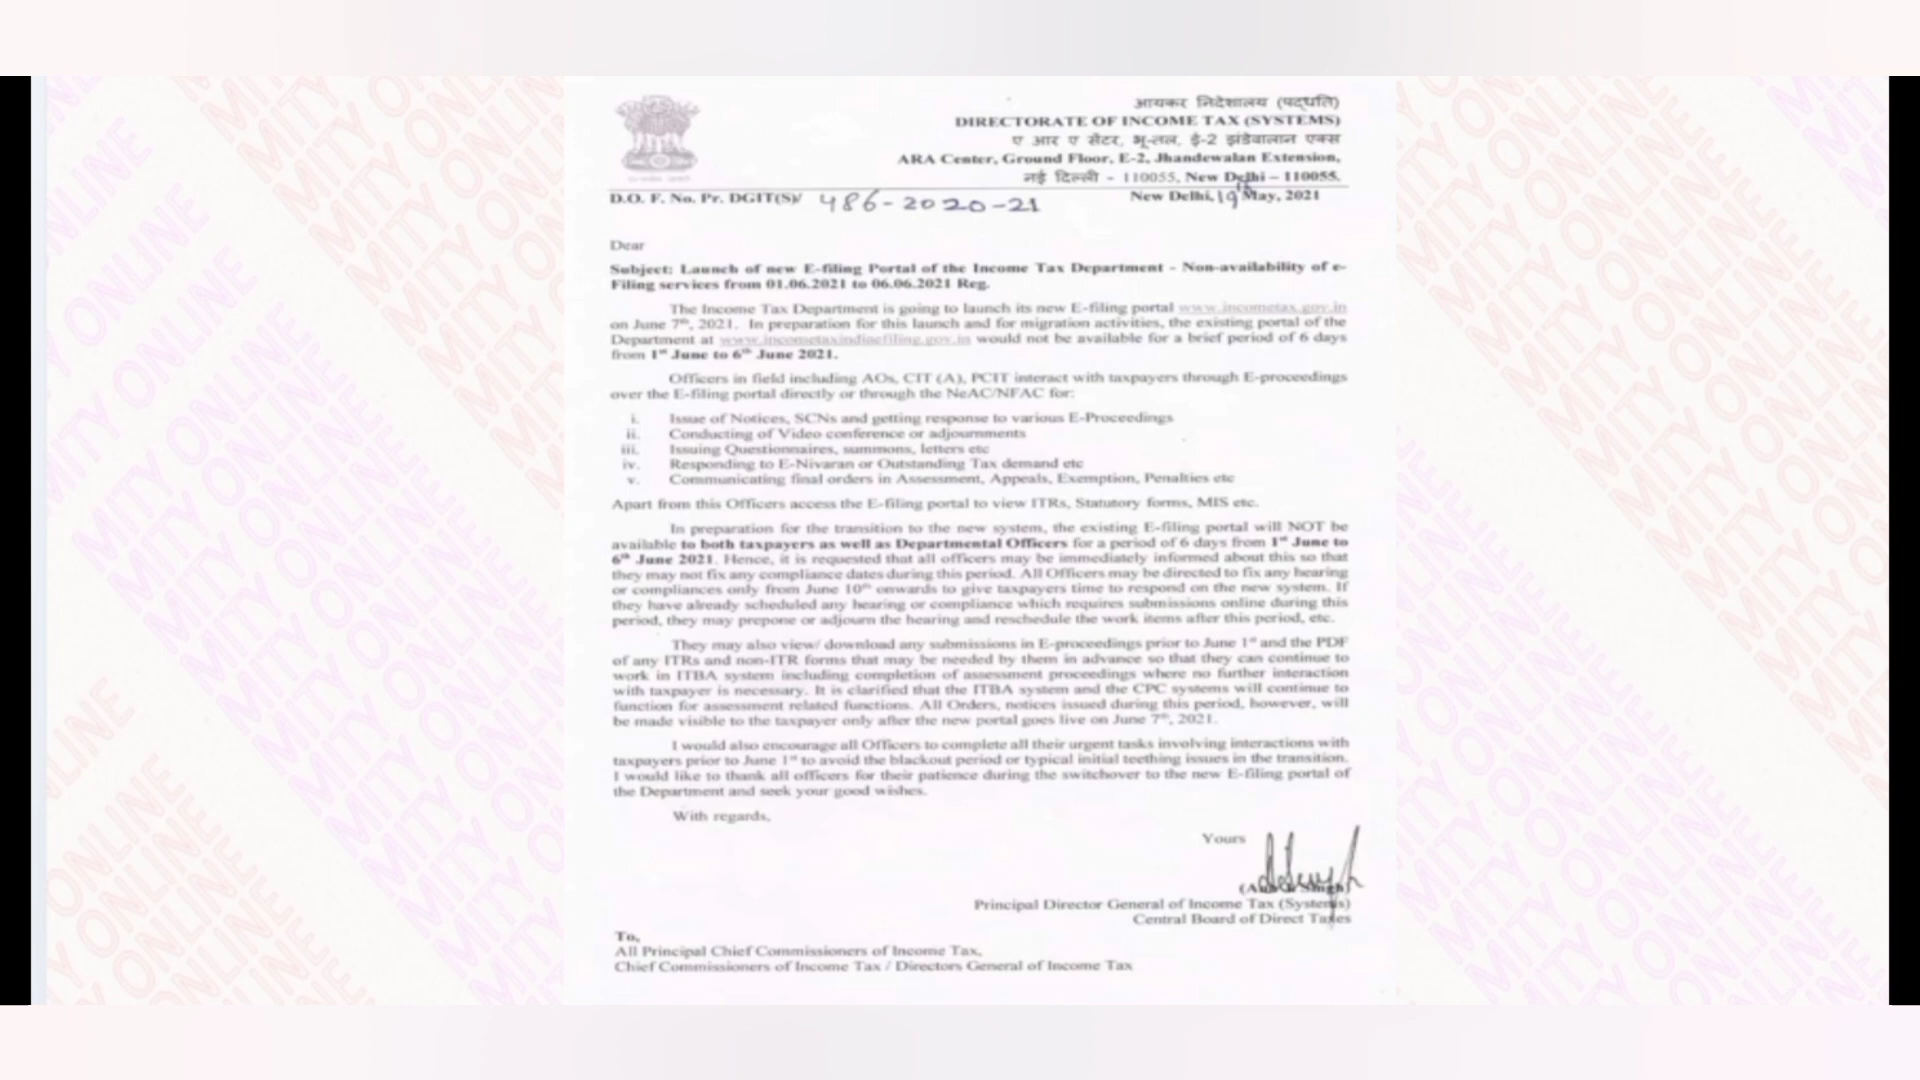 आयकर निदेशालय (पद्धति)
DIRECTORATE OF INCOME TAX (SYSTEMS)
ए आर ए सेंटर, भू-तल, ई-2 झंडेवालान एक्स
ARA Center, Ground Floor, E-2, Jhandewalan Extension,
नई दिल्ली - 110055, New Delhi – 110055.
D.O. F. No. Pr. DGIT(S)/ 486-2020-21 New Delhi, 19th May, 2021
Dear
Subject: Launch of new E-filing Portal of the Income Tax Department - Non-availability of e-
Filing services from 01.06.2021 to 06.06.2021 Reg.
The Income Tax Department is going to launch its new E-filing portal www.incometax.gov.in
on June 7th, 2021. In preparation for this launch and for migration activities, the existing portal of the
Department at www.incometaxindiaefiling.gov.in would not be available for a brief period of 6 days
from 1st June to 6th June 2021.
Officers in field including AOs, CIT (A), PCIT interact with taxpayers through E-proceedings
over the E-filing portal directly or through the NeAC/NFAC for:
i. Issue of Notices, SCNs and getting response to various E-Proceedings
ii. Conducting of Video conference or adjournments
iii. Issuing Questionnaires, summons, letters etc
iv. Responding to E-Nivaran or Outstanding Tax demand etc
v. Communicating final orders in Assessment, Appeals, Exemption, Penalties etc
Apart from this Officers access the E-filing portal to view ITRs, Statutory forms, MIS etc.
In preparation for the transition to the new system, the existing E-filing portal will NOT be
available to both taxpayers as well as Departmental Officers for a period of 6 days from 1st June to
6th June 2021. Hence, it is requested that all officers may be immediately informed about this so that
they may not fix any compliance dates during this period. All Officers may be directed to fix any hearing
or compliances only from June 10th onwards to give taxpayers time to respond on the new system. If
they have already scheduled any hearing or compliance which requires submissions online during this
period, they may prepone or adjourn the hearing and reschedule the work items after this period, etc.
They may also view/ download any submissions in E-proceedings prior to June 1st and the PDF
of any ITRs and non-ITR forms that may be needed by them in advance so that they can continue to
work in ITBA system including completion of assessment proceedings where no further interaction
with taxpayer is necessary. It is clarified that the ITBA system and the CPC systems will continue to
function for assessment related functions. All Orders, notices issued during this period, however, will
be made visible to the taxpayer only after the new portal goes live on June 7th, 2021.
I would also encourage all Officers to complete all their urgent tasks involving interactions with
taxpayers prior to June 1st to avoid the blackout period or typical initial teething issues in the transition.
I would like to thank all officers for their patience during the switchover to the new E-filing portal of
the Department and seek your good wishes.
With regards,
Yours
Singh)
Principal Director General of Income Tax (Systems)
Central Board of Direct Taxes
To,
All Principal Chief Commissioners of Income Tax,
Chief Commissioners of Income Tax / Directors General of Income Tax